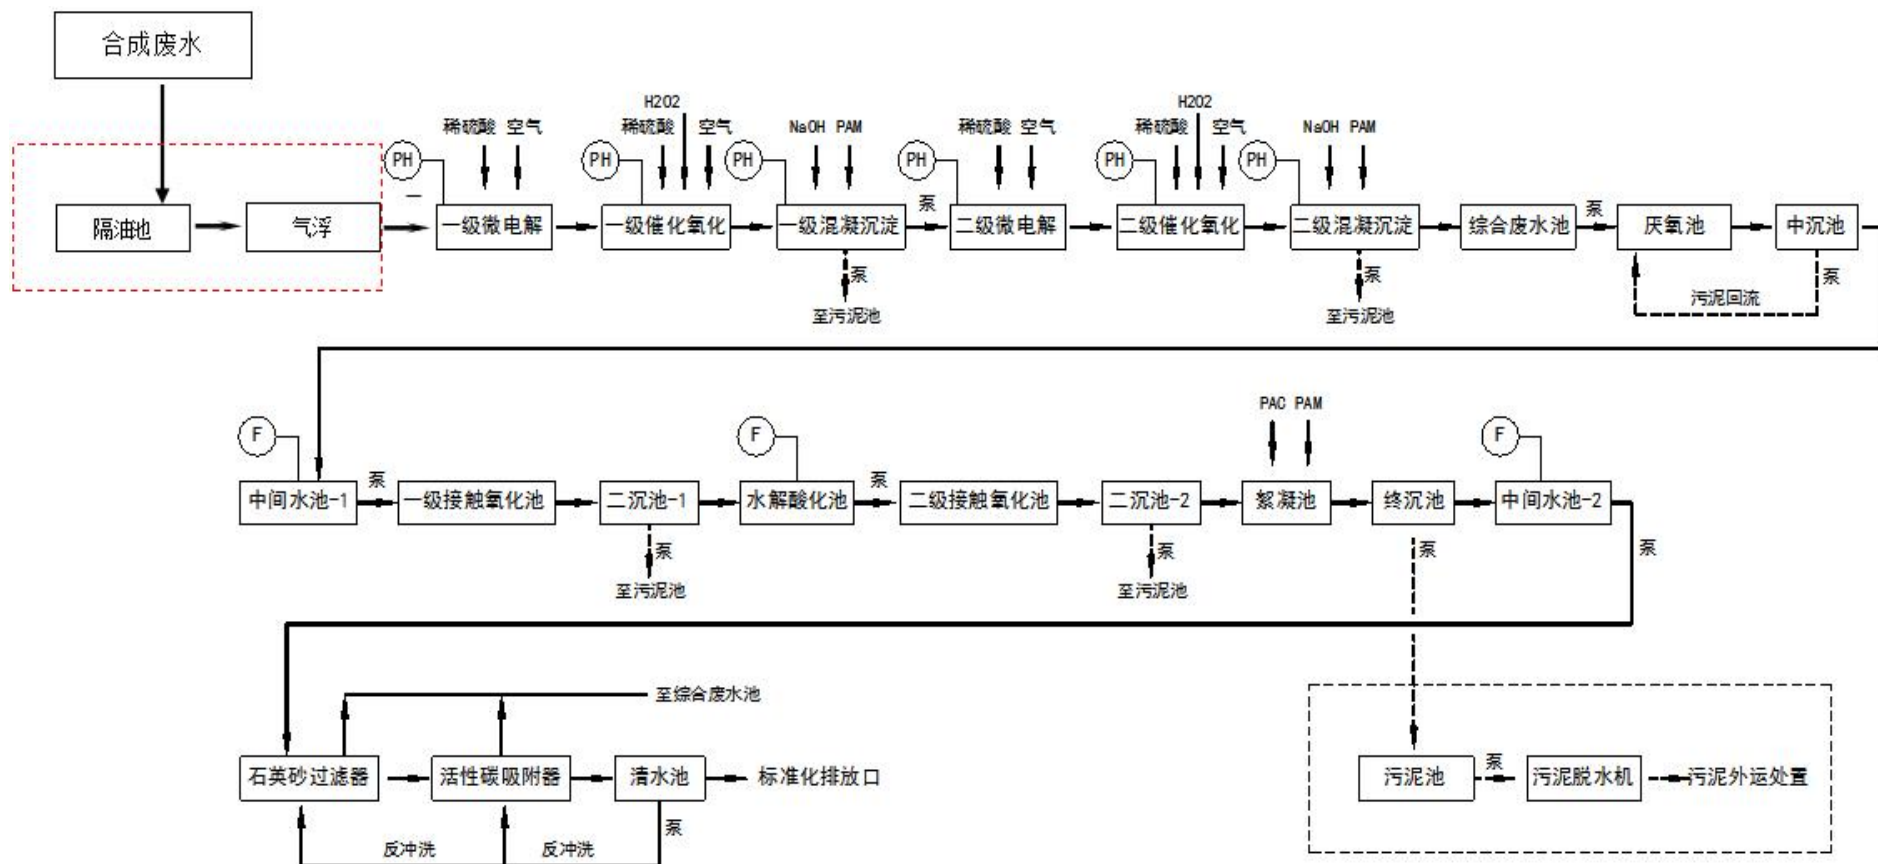 合成废水
H2O2
H2O2
稀硫酸 空气
稀硫酸 空气
NaOH PAM
稀硫酸 空气
稀硫酸 空气
NaOH PAM
PH
PH
PH
PH
PH
PH
隔油池
气浮
一级微电解
一级催化氧化
一级混凝沉淀
泵
二级微电解
二级催化氧化
二级混凝沉淀
综合废水池
泵
厌氧池
中沉池
泵
泵
泵
污泥回流
至污泥池
至污泥池
PAC PAM
F
F
F
中间水池-1
泵
一级接触氧化池
二沉池-1
水解酸化池
泵
二级接触氧化池
二沉池-2
絮凝池
终沉池
中间水池-2
泵
泵
泵
泵
至污泥池
至污泥池
至综合废水池
石英砂过滤器
活性碳吸附器
清水池
标准化排放口
污泥池
泵
污泥脱水机
污泥外运处置
泵
反冲洗
反冲洗